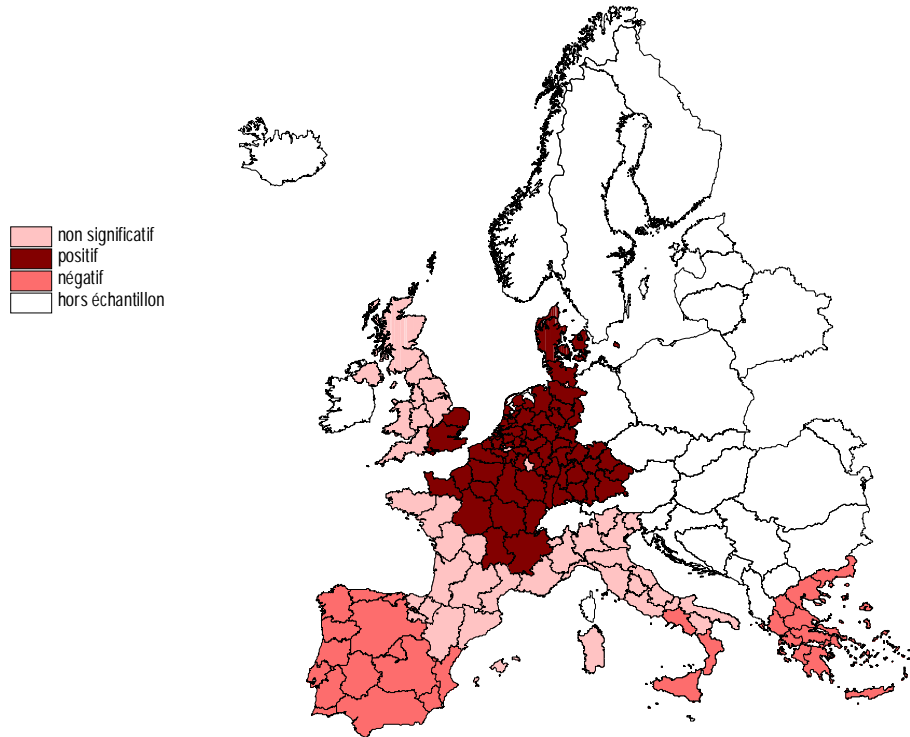 non significatif
positif
négatif
hors échantillon